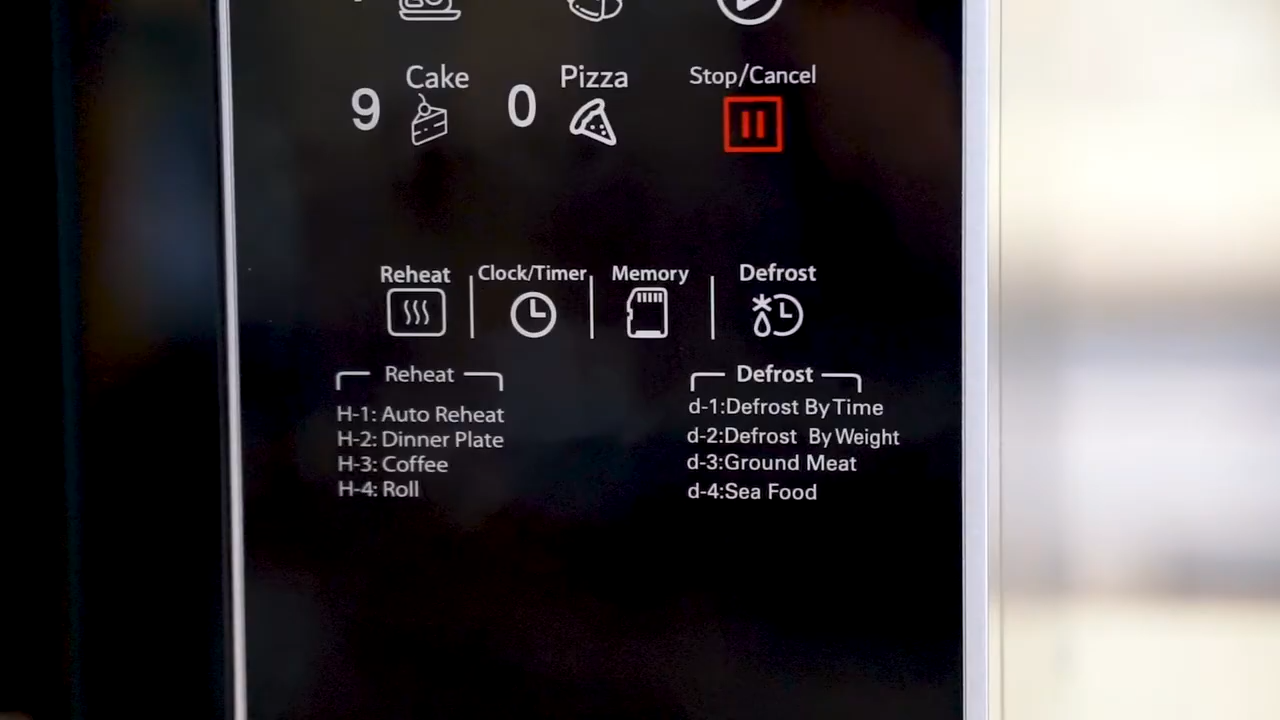 Cake
Pizza
Stop/Cancel
9
0
Reheat
Clock/Timer
Memory
Defrost
Reheat
H-1: Auto Reheat
H-2: Dinner Plate
H-3: Coffee
H-4: Roll
Defrost
d-1:Defrost By Time
d-2:Defrost By Weight
d-3:Ground Meat
d-4:Sea Food